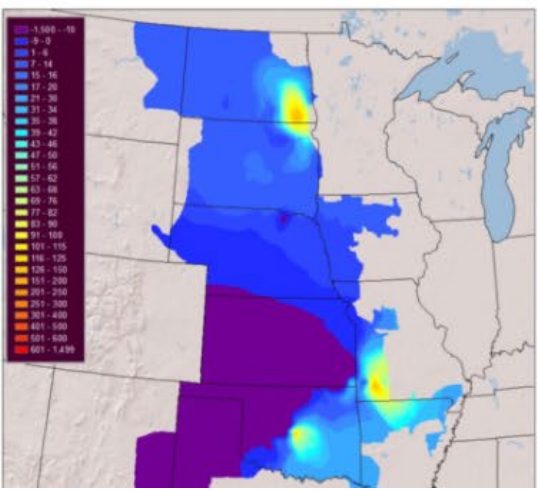 -1,500 - -10
-9 - 0
1 - 6
7 - 14
15 - 16
17 - 20
21 - 30
31 - 34
35 - 38
39 - 42
43 - 46
47 - 50
51 - 56
57 - 62
63 - 68
69 - 76
77 - 82
83 - 90
91 - 100
101 - 115
116 - 125
126 - 150
151 - 200
201 - 250
251 - 300
301 - 400
401 - 500
501 - 600
601 - 1,499